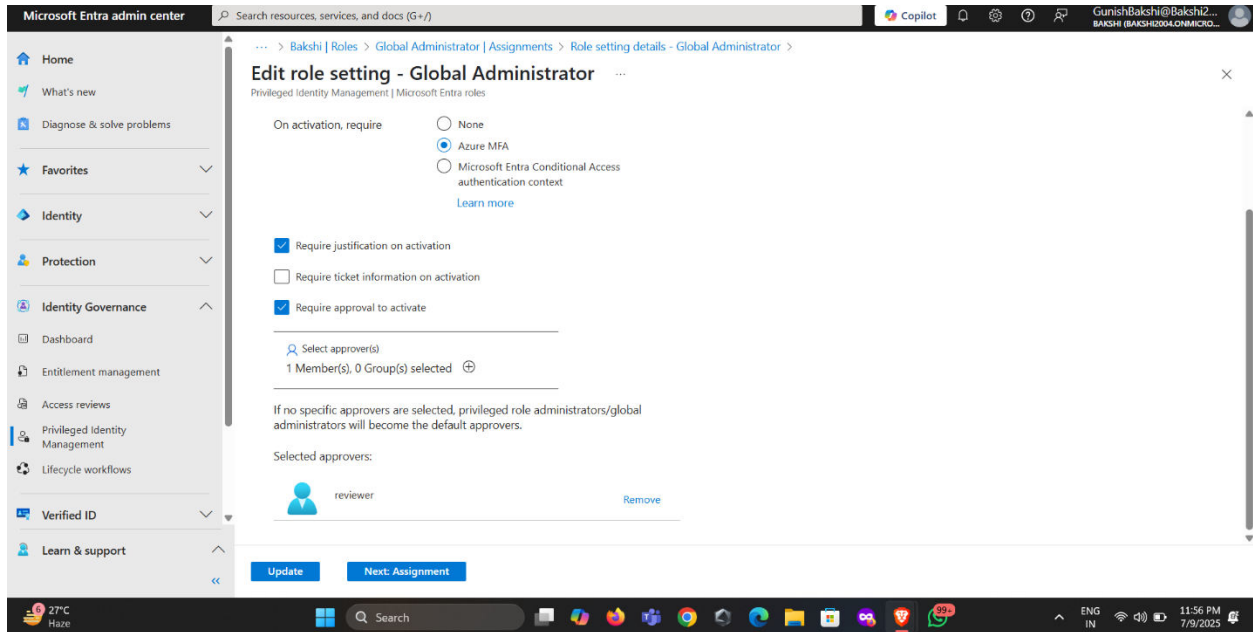 Microsoft Entra admin center
Search resources, services, and docs (G+/)
Copilot
GunishBakshi@Bakshi2...
BAKSHI (BAKSHI2004.ONMICRO...
Home
What's new
Diagnose & solve problems
Favorites
Identity
Protection
Identity Governance
Dashboard
Entitlement management
Access reviews
Privileged Identity
Management
Lifecycle workflows
Verified ID
Learn & support
«
... > Bakshi | Roles > Global Administrator | Assignments > Role setting details - Global Administrator >
Edit role setting - Global Administrator ...
Privileged Identity Management | Microsoft Entra roles
On activation, require
None
Azure MFA
Microsoft Entra Conditional Access
authentication context
Learn more
Require justification on activation
Require ticket information on activation
Require approval to activate
Select approver(s)
1 Member(s), 0 Group(s) selected
If no specific approvers are selected, privileged role administrators/global
administrators will become the default approvers.
Selected approvers:
reviewer
Remove
Update
Next: Assignment
6
27°C
Haze
Search
99+
ENG
IN
11:56 PM
7/9/2025